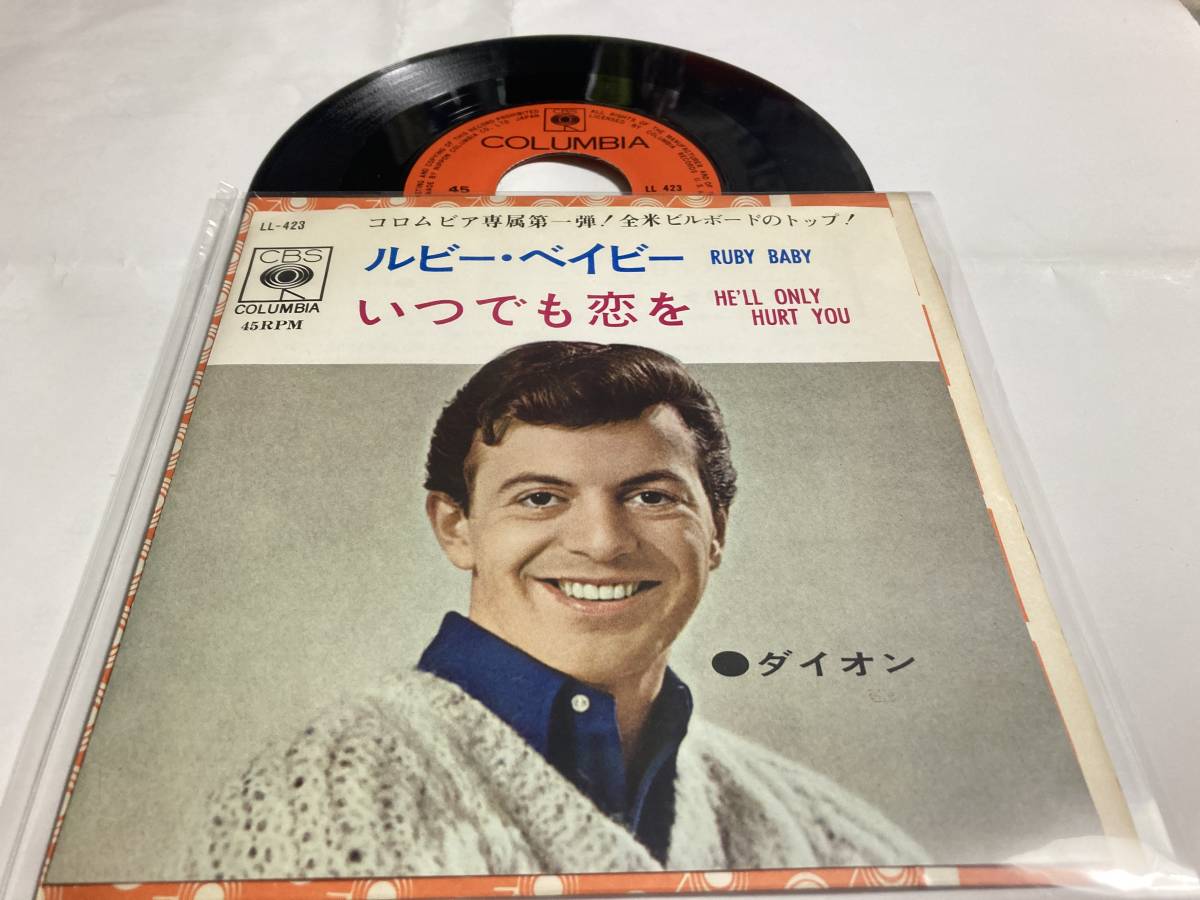 CBS
COLUMBIA
45
LL 423
LL-423
コロムビア専属第一弾！全米ビルボードのトップ！
CBS
COLUMBIA
45RPM
ルビー・ベイビー RUBY BABY
いつでも恋を HE'LL ONLY
HURT YOU
●ダイオン